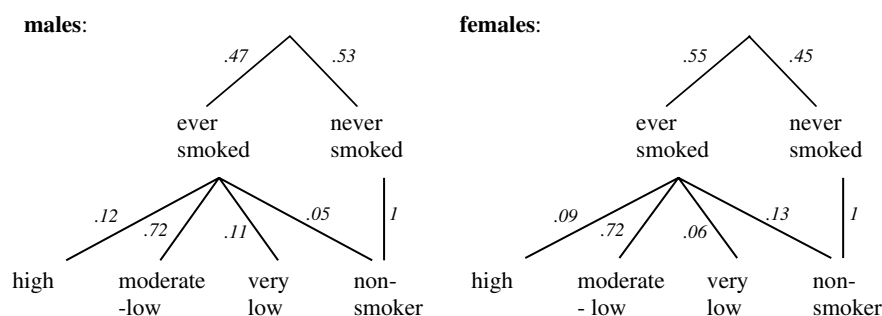 males:
.47 .53
ever never
smoked smoked
.12 .72 .11 .05 1
high moderate very non-
-low low smoker
females:
.55 .45
ever never
smoked smoked
.09 .72 .06 .13 1
high moderate very non-
- low low smoker